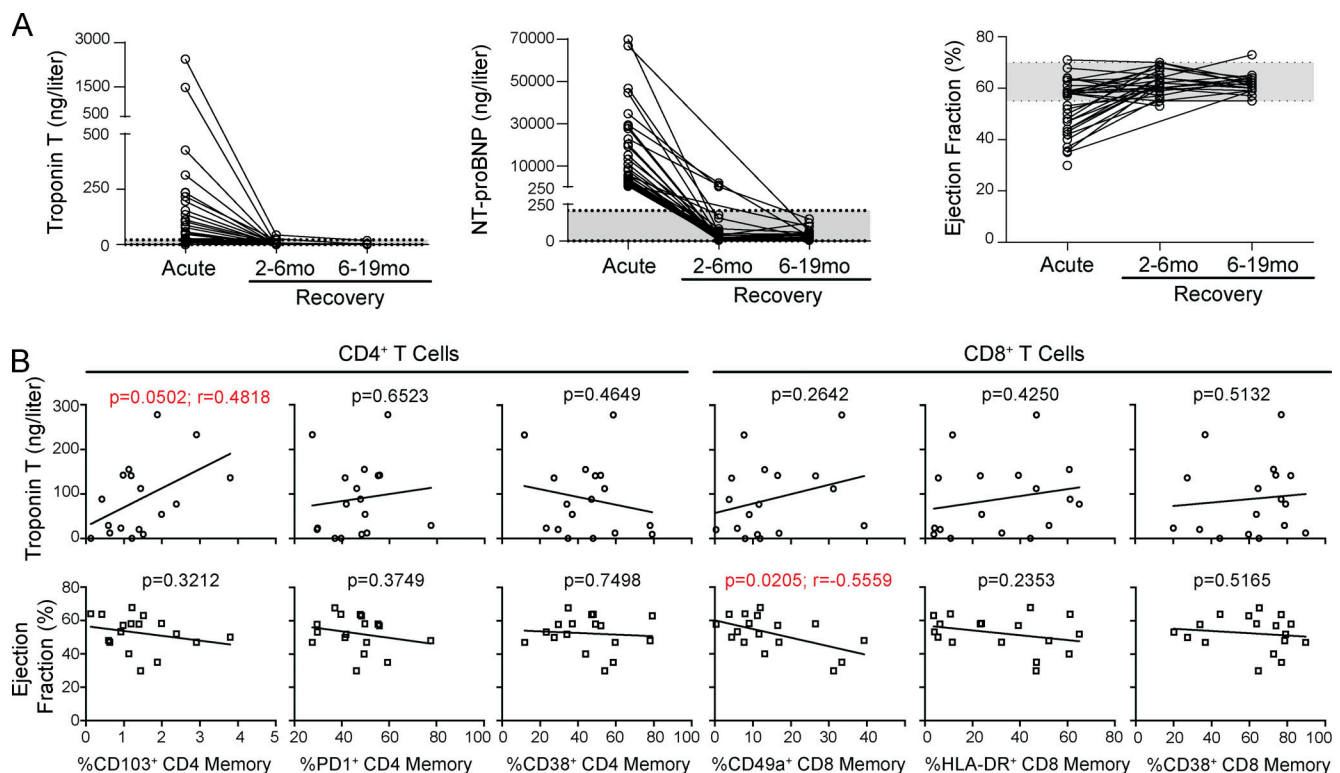 A
Troponin T (ng/liter)
3000
1500
500
500
250
0
Acute
2-6mo
6-19mo
Recovery
NT-proBNP (ng/liter)
70000
50000
30000
10000
250
250
0
Acute
2-6mo
6-19mo
Recovery
Ejection Fraction (%)
80
60
40
20
0
Acute
2-6mo
6-19mo
Recovery
B
CD4+ T Cells
CD8+ T Cells
p=0.0502; r=0.4818
p=0.6523
p=0.4649
p=0.2642
p=0.4250
p=0.5132
Troponin T (ng/liter)
300
200
100
0
p=0.3212
p=0.3749
p=0.7498
p=0.0205; r=-0.5559
p=0.2353
p=0.5165
Ejection
Fraction (%)
80
60
40
20
0
0 1 2 3 4 5
20 40 60 80 100
0 20 40 60 80 100
0 10 20 30 40 50
0 20 40 60 80
0 20 40 60 80 100
%CD103+ CD4 Memory
%PD1+ CD4 Memory
%CD38+ CD4 Memory
%CD49a+ CD8 Memory
%HLA-DR+ CD8 Memory
%CD38+ CD8 Memory